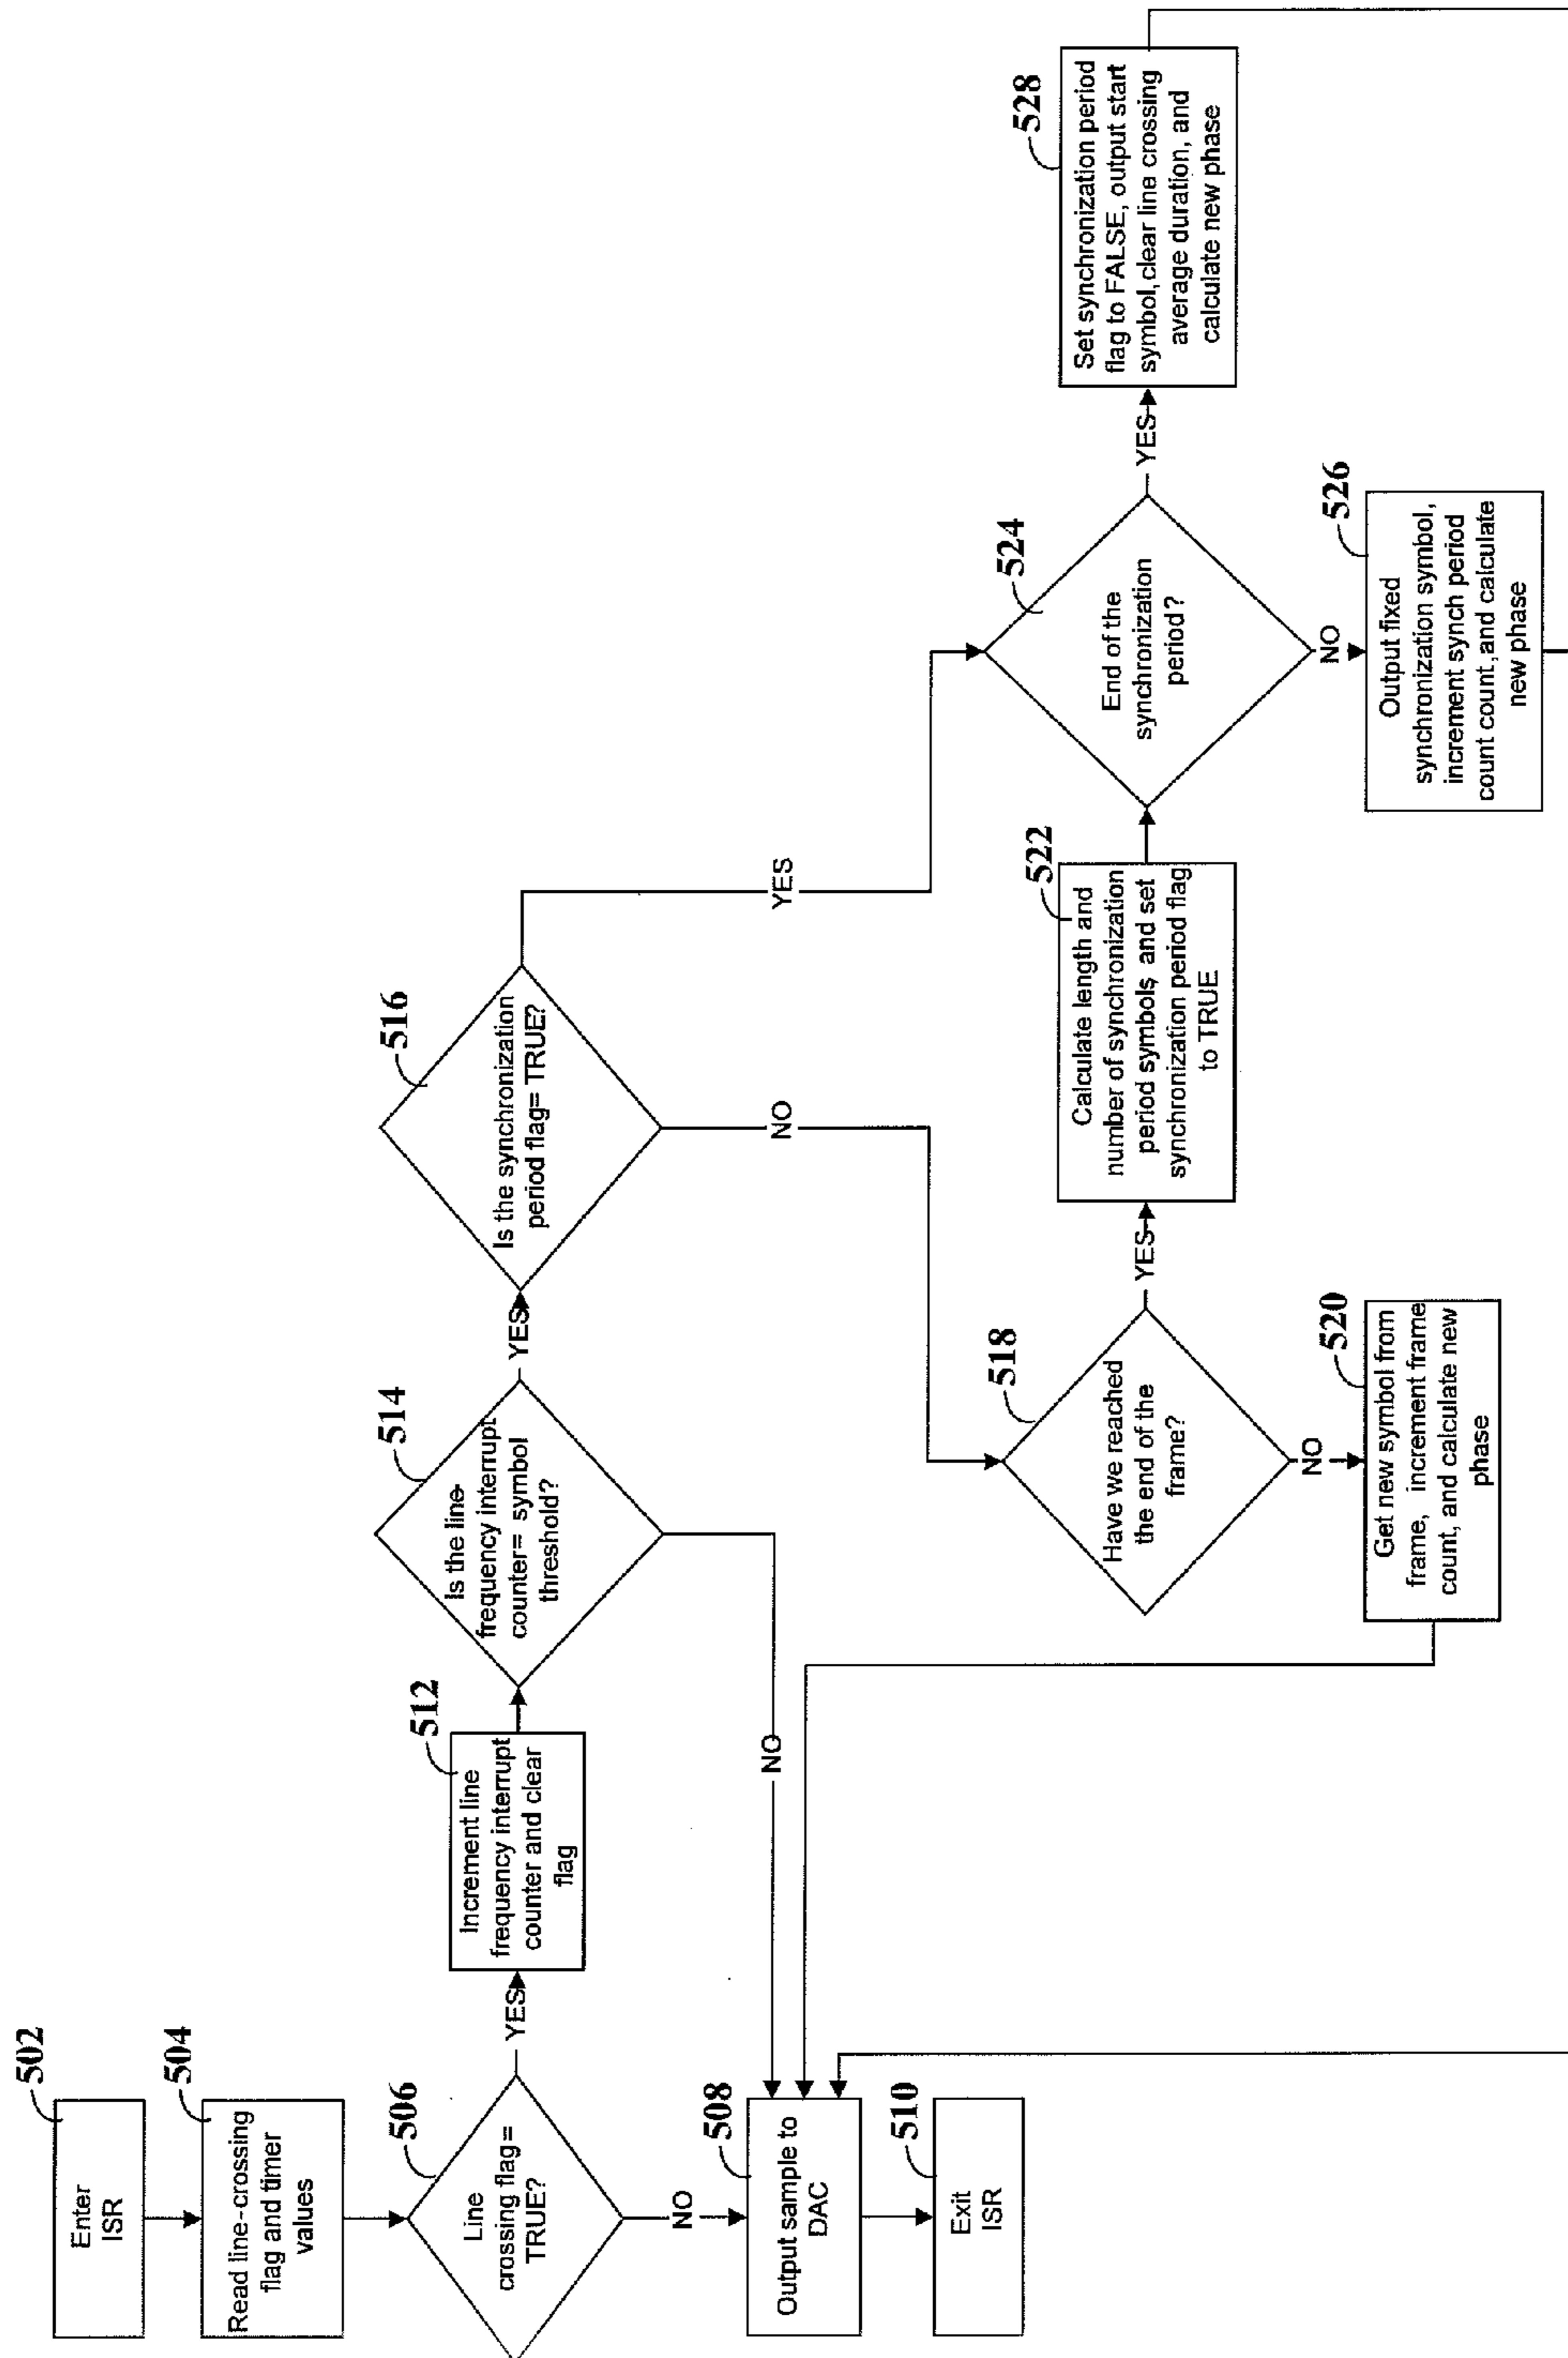 502
Enter
ISR
504
Read line-crossing
flag and timer
values
506
Line
crossing flag=
TRUE?
YES
NO
508
Output sample to
DAC
510
Exit
ISR
512
Increment line
frequency interrupt
counter and clear
flag
514
Is the line-
frequency interrupt
counter= symbol
threshold?
YES
NO
516
Is the synchronization
period flag= TRUE?
YES
NO
518
Have we reached
the end of the
frame?
YES
NO
520
Get new symbol from
frame, increment frame
count, and calculate new
phase
522
Calculate length and
number of synchronization
period symbols, and set
synchronization period flag
to TRUE
524
End of the
synchronization
period?
YES
NO
526
Output fixed
synchronization symbol,
increment synch period
count count,and calculate
new phase
528
Set synchronization period
flag to FALSE, output start
symbol,clear line crossing
average duration, and
calculate new phase